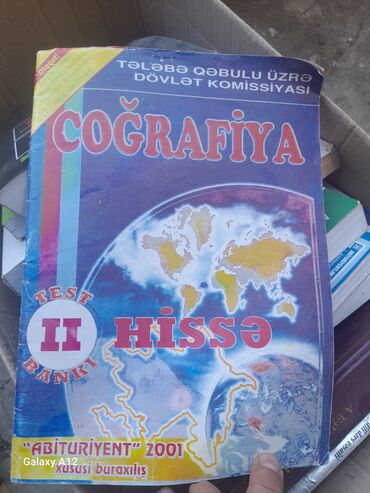 Diqqət!
TƏLƏBƏ QƏBULU ÜZRƏ
DÖVLƏT KOMİSSİYASI
COĞRAFİYA
TEST
II
BANKI
HİSSƏ
"ABİTURİYENT" 2001
xüsusi buraxılış
Galaxy A12